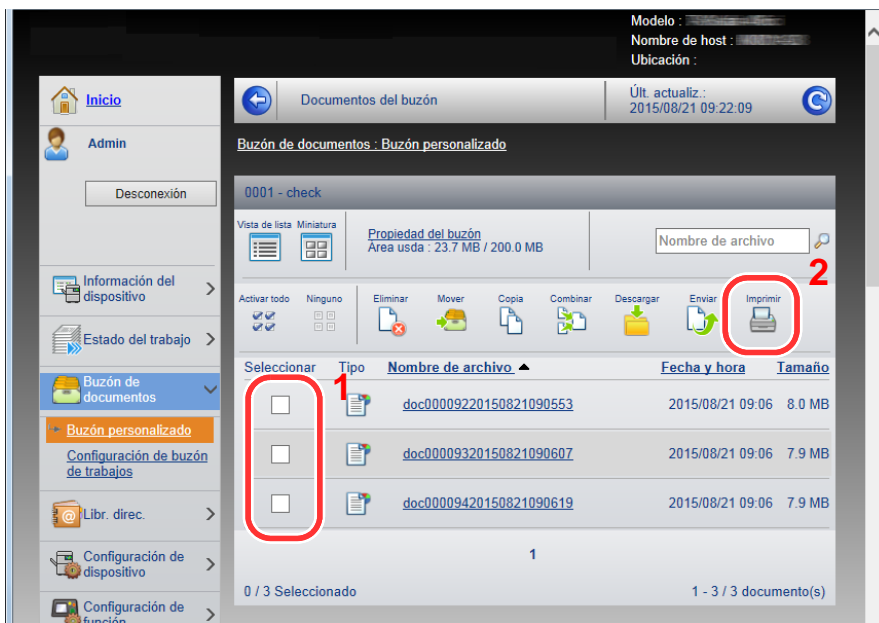 Modelo :
Nombre de host :
Ubicación :
Inicio
Admin
Desconexión
Información del
dispositivo
Estado del trabajo
Buzón de
documentos
Buzón personalizado
Configuración de buzón
de trabajos
Libr. direc.
Configuración de
dispositivo
Configuración de
función
Documentos del buzón
Últ. actualiz.:
2015/08/21 09:22:09
Buzón de documentos : Buzón personalizado
0001 - check
Vista de lista Miniatura
Propiedad del buzón
Área usda : 23.7 MB / 200.0 MB
Nombre de archivo
2
Activar todo Ninguno Eliminar Mover Copia Combinar Descargar Enviar Imprimir
Seleccionar Tipo Nombre de archivo Fecha y hora Tamaño
1
doc00009220150821090553 2015/08/21 09:06 8.0 MB
doc00009320150821090607 2015/08/21 09:06 7.9 MB
doc00009420150821090619 2015/08/21 09:06 7.9 MB
1
0 / 3 Seleccionado 1 - 3 / 3 documento(s)